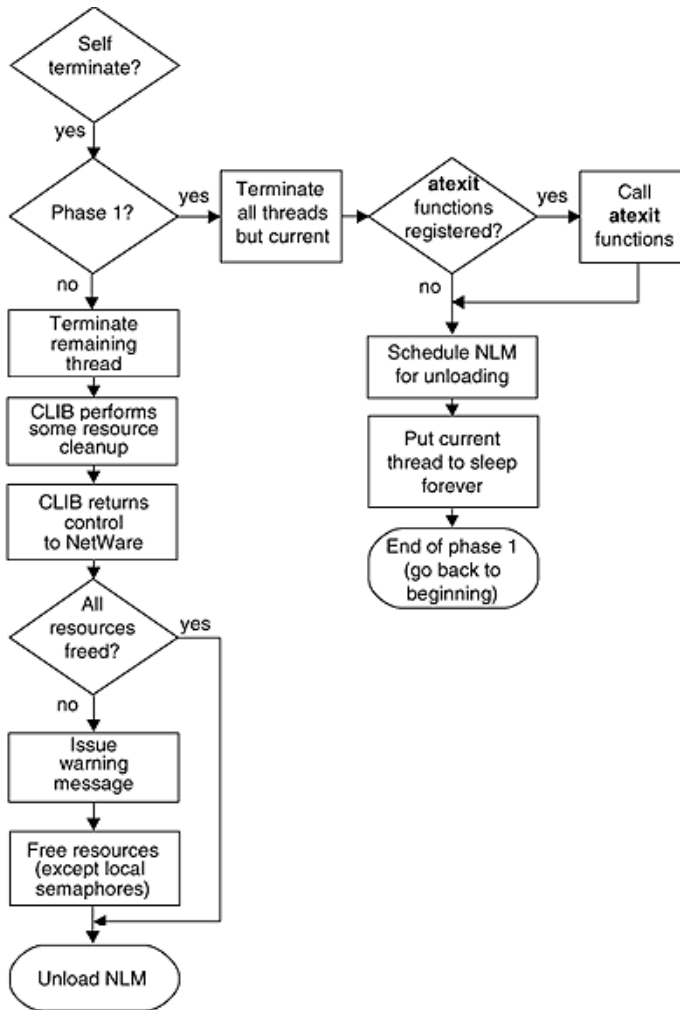 Self
terminate?
yes
Phase 1?
yes
Terminate
all threads
but current
atexit
functions
registered?
yes
Call
atexit
functions
no
no
Terminate
remaining
thread
Schedule NLM
for unloading
CLIB performs
some resource
cleanup
Put current
thread to sleep
forever
CLIB returns
control
to NetWare
End of phase 1
(go back to
beginning)
All
resources
freed?
yes
no
Issue
warning
message
Free resources
(except local
semaphores)
Unload NLM